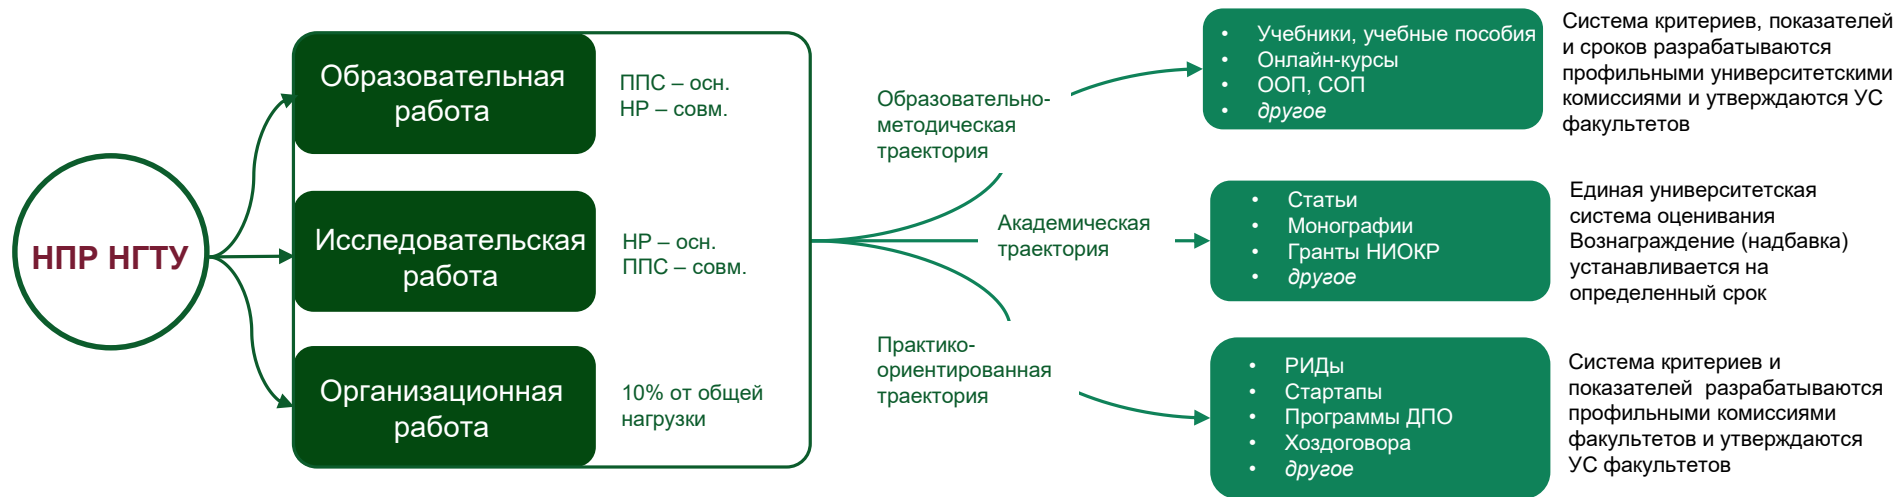 НПР НГТУ
Образовательная
работа
ППС – осн.
НР – совм.
Исследовательская
работа
НР – осн.
ППС – совм.
Организационная
работа
10% от общей
нагрузки
Образовательно-
методическая
траектория
• Учебники, учебные пособия
• Онлайн-курсы
• ООП, СОП
• другое
Система критериев, показателей
и сроков разрабатываются
профильными университетскими
комиссиями и утверждаются УС
факультетов
Академическая
траектория
• Статьи
• Монографии
• Гранты НИОКР
• другое
Единая университетская
система оценивания
Вознаграждение (надбавка)
устанавливается на
определенный срок
Практико-
ориентированная
траектория
• РИДы
• Стартапы
• Программы ДПО
• Хоздоговора
• другое
Система критериев и
показателей разрабатываются
профильными комиссиями
факультетов и утверждаются
УС факультетов